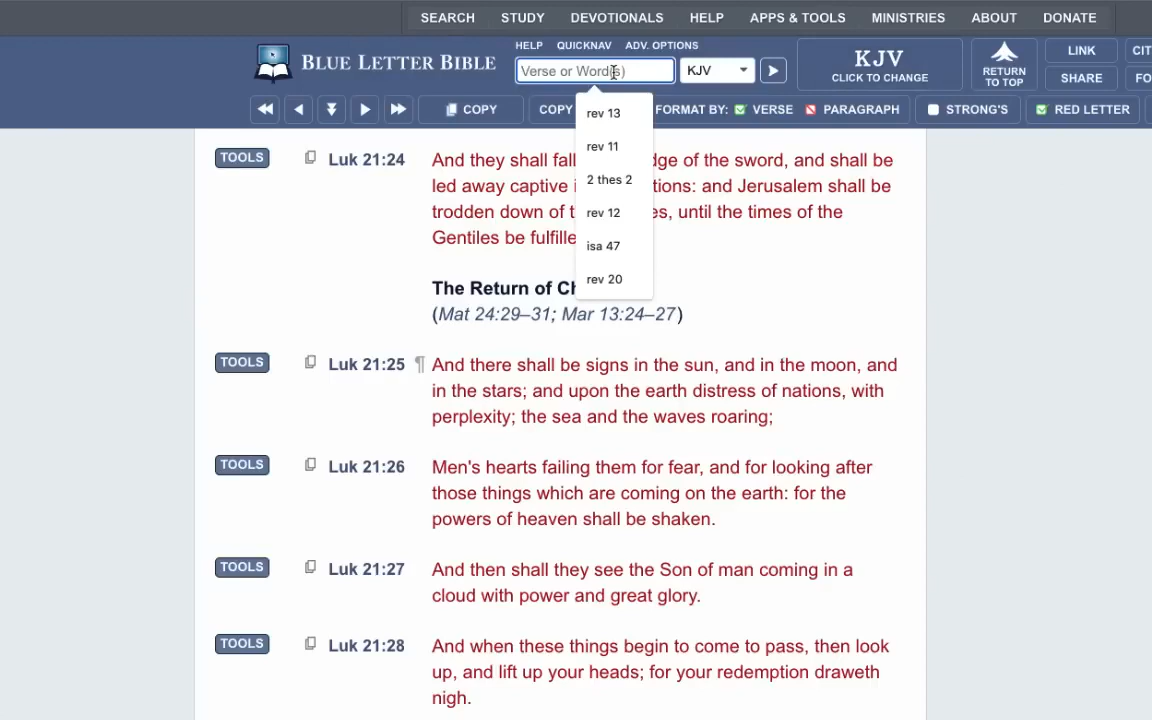 SEARCH STUDY DEVOTIONALS HELP APPS & TOOLS MINISTRIES ABOUT DONATE
HELP QUICKNAV ADV. OPTIONS
BLUE LETTER BIBLE
Verse or Word(s)
KJV
KJV
CLICK TO CHANGE
RETURN
TO TOP
LINK
SHARE
COPY
COPY
FORMAT BY: VERSE PARAGRAPH
STRONG'S
RED LETTER
rev 13
rev 11
2 thes 2
rev 12
isa 47
rev 20
TOOLS Luk 21:24 And they shall fall dge of the sword, and shall be
led away captive i tions: and Jerusalem shall be
trodden down of t es, until the times of the
Gentiles be fulfille
The Return of Ch
(Mat 24:29–31; Mar 13:24–27)
TOOLS Luk 21:25 ¶ And there shall be signs in the sun, and in the moon, and
in the stars; and upon the earth distress of nations, with
perplexity; the sea and the waves roaring;
TOOLS Luk 21:26 Men's hearts failing them for fear, and for looking after
those things which are coming on the earth: for the
powers of heaven shall be shaken.
TOOLS Luk 21:27 And then shall they see the Son of man coming in a
cloud with power and great glory.
TOOLS Luk 21:28 And when these things begin to come to pass, then look
up, and lift up your heads; for your redemption draweth
nigh.